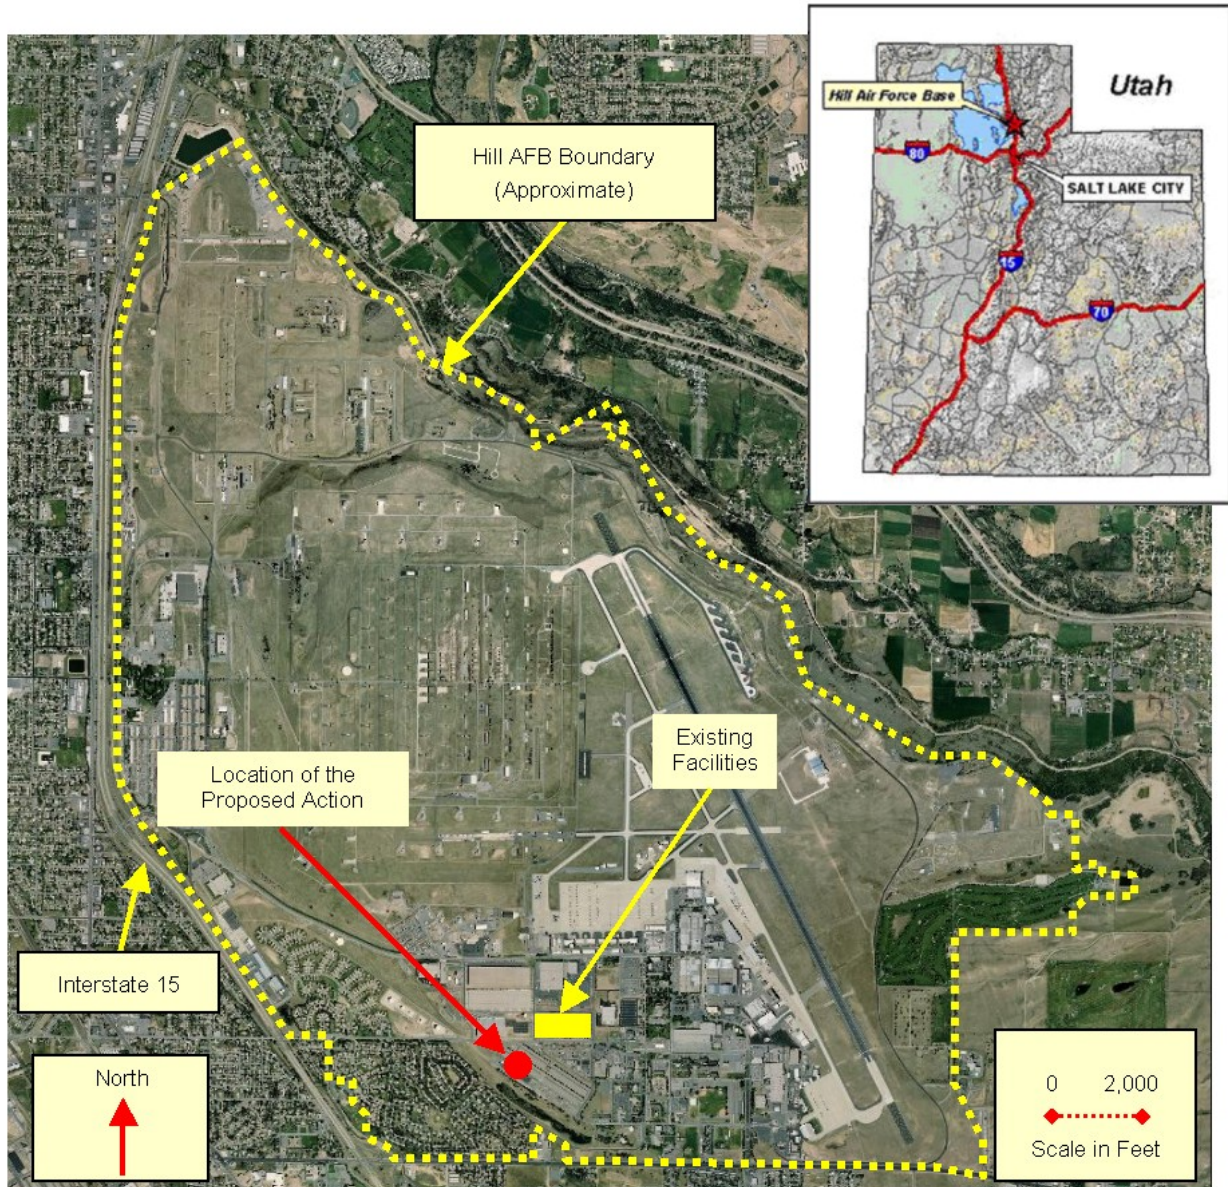 Utah
Hill Air Force Base
80
SALT LAKE CITY
15
70
Hill AFB Boundary
(Approximate)
Existing
Facilities
Location of the
Proposed Action
Interstate 15
North
0 2,000
Scale in Feet